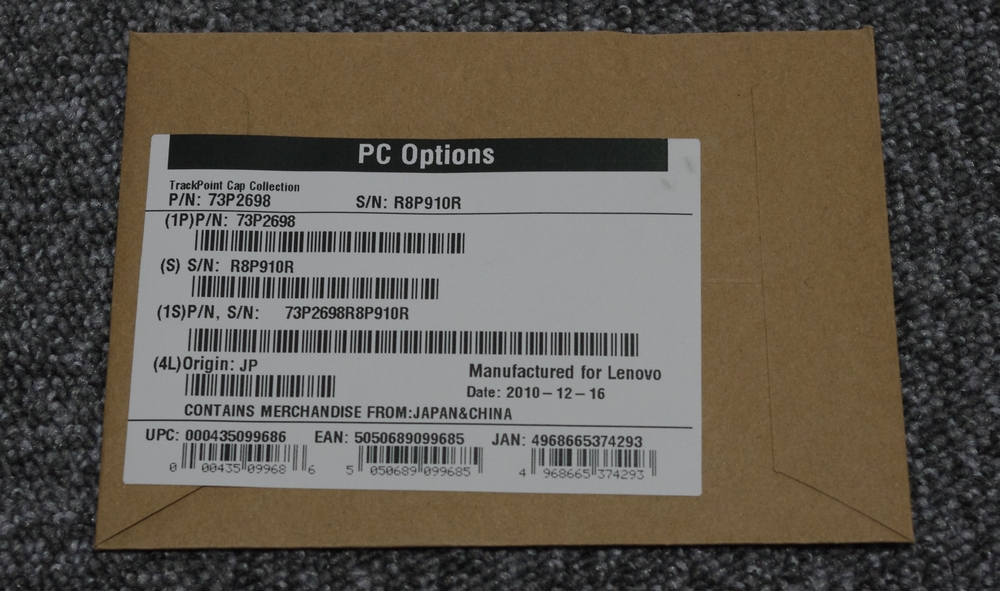 PC Options
TrackPoint Cap Collection
P/N: 73P2698 S/N: R8P910R
(1P)P/N: 73P2698
(S) S/N: R8P910R
(1S)P/N, S/N: 73P2698R8P910R
(4L)Origin: JP
Manufactured for Lenovo
Date: 2010-12-16
CONTAINS MERCHANDISE FROM:JAPAN&CHINA
UPC: 000435099686 EAN: 5050689099685 JAN: 4968665374293
0 00435 09968 6 5 050689 099685 4 968665 374293